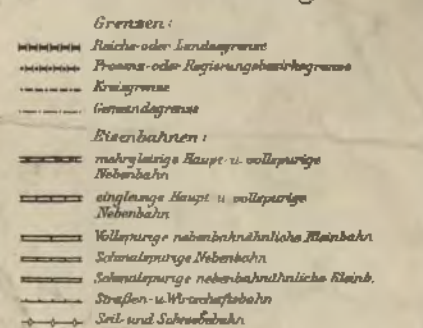 Grenzen:
Reichs- oder Landesgrenze
Provinz- oder Regierungsbezirksgrenze
Kreisgrenze
Gemeindegrenze
Eisenbahnen:
mehrgleisige Haupt- u. vollspurige
Nebenbahn
eingleisige Haupt- u. vollspurige
Nebenbahn
Vollspurige nebenbahnähnliche Kleinbahn
Schmalspurige Nebenbahn
Schmalspurige nebenbahnähnliche Kleinb.
Straßen- u. Wirtschaftsbahn
Seil- und Schwebebahn